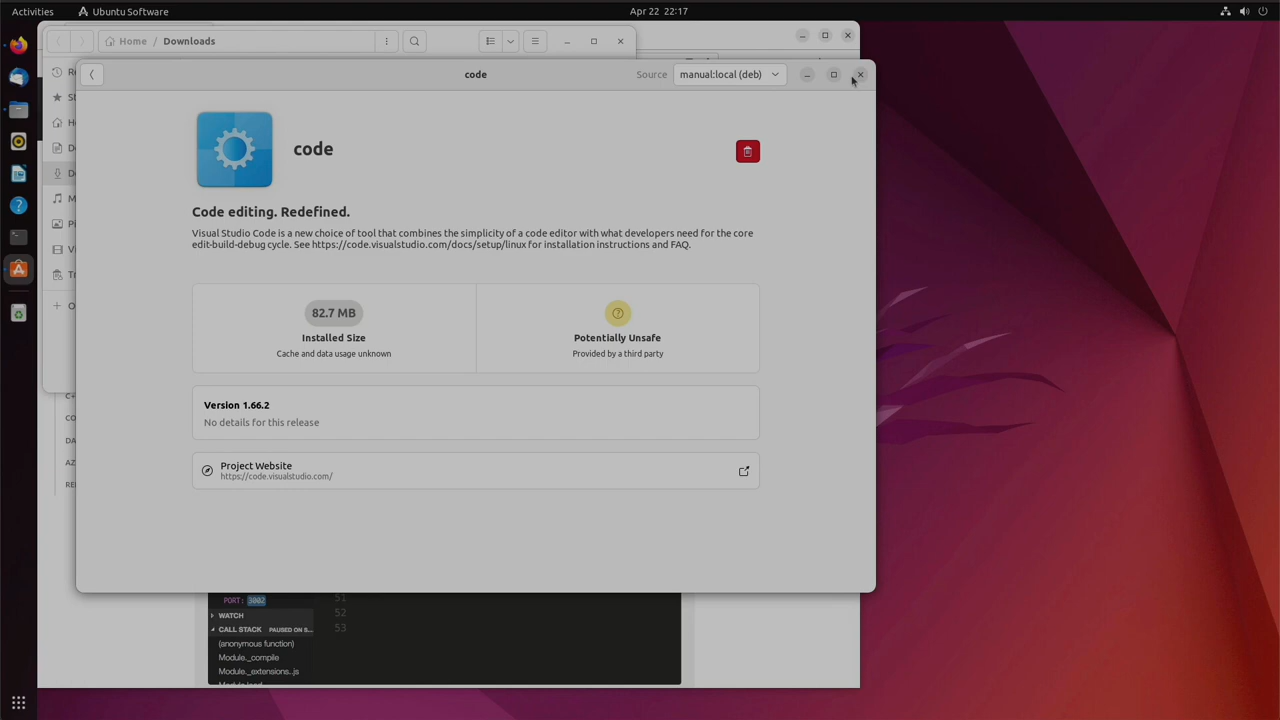 Activities
Ubuntu Software
Apr 22 22:17
Home / Downloads
code
Source
manual:local (deb)
code
Code editing. Redefined.
Visual Studio Code is a new choice of tool that combines the simplicity of a code editor with what developers need for the core
edit-build-debug cycle. See https://code.visualstudio.com/docs/setup/linux for installation instructions and FAQ.
82.7 MB
Installed Size
Cache and data usage unknown
Potentially Unsafe
Provided by a third party
Version 1.66.2
No details for this release
Project Website
https://code.visualstudio.com/
PORT: 3002
WATCH
CALL STACK PAUSED ON S...
(anonymous function)
Module._compile
Module._extensions..js
51
52
53